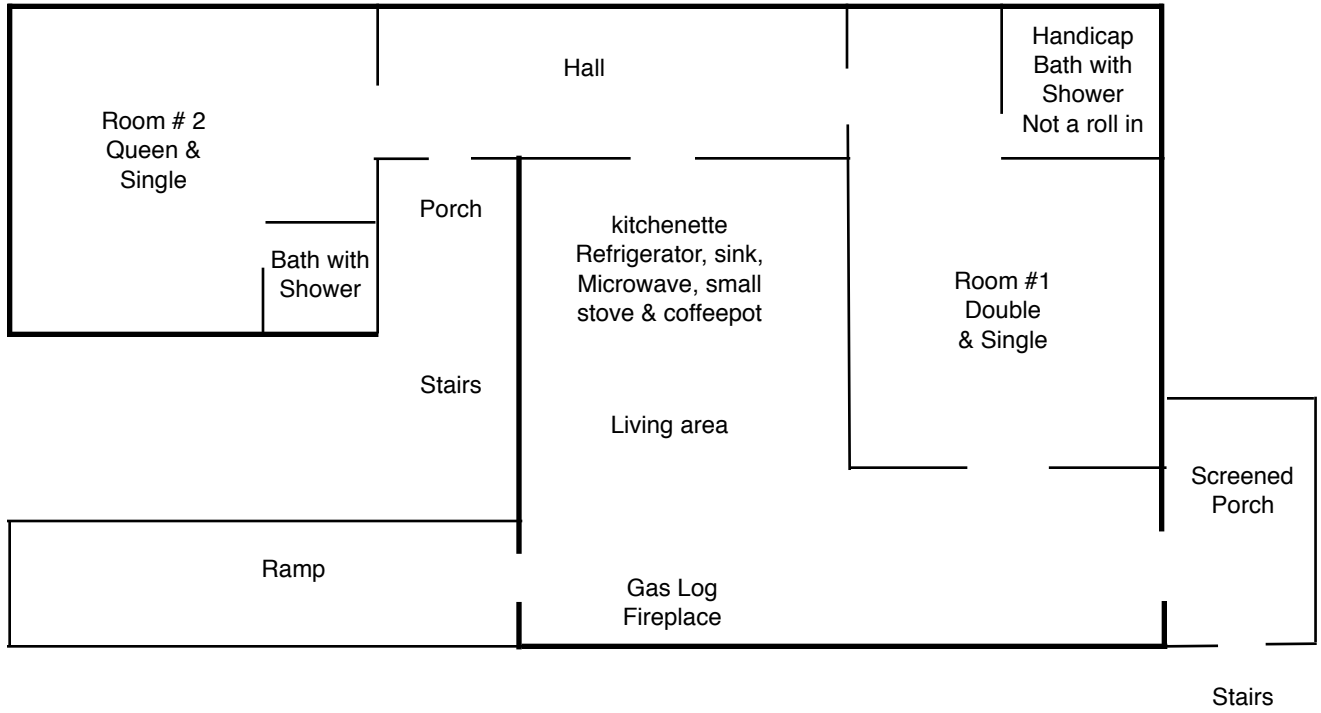 Hall
Handicap
Bath with
Shower
Not a roll in
Room # 2
Queen &
Single
Porch
kitchenette
Refrigerator, sink,
Microwave, small
stove & coffeepot
Bath with
Shower
Room #1
Double
& Single
Stairs
Living area
Screened
Porch
Ramp
Gas Log
Fireplace
Stairs